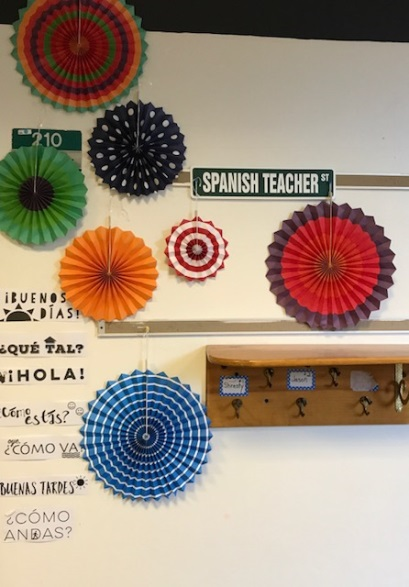 210
SPANISH TEACHER ST
¡BUENOS
DÍAS!
¿QUÉ TAL?
¡HOLA!
¿CÓMO
estás?
¿CÓMO VA
BUENAS TARDES
¿CÓMO
ANDAS?